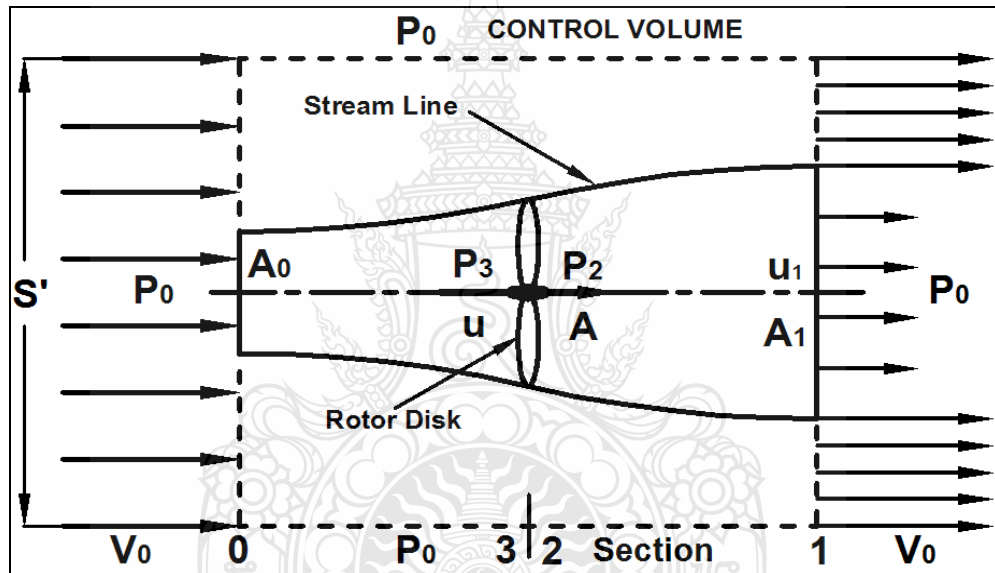 P₀ CONTROL VOLUME
Stream Line
A₀
P₃
P₂
u₁
S'
P₀
P₀
u
A
A₁
Rotor Disk
V₀
0
P₀
3
2
Section
1
V₀